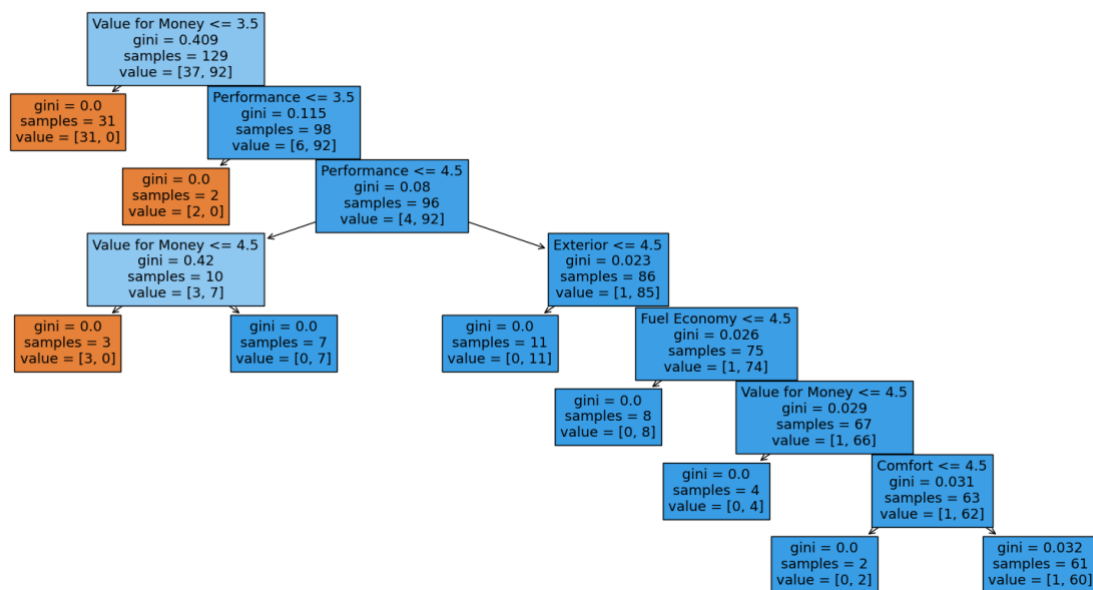 Value for Money <= 3.5
gini = 0.409
samples = 129
value = [37, 92]
gini = 0.0
samples = 31
value = [31, 0]
Performance <= 3.5
gini = 0.115
samples = 98
value = [6, 92]
gini = 0.0
samples = 2
value = [2, 0]
Performance <= 4.5
gini = 0.08
samples = 96
value = [4, 92]
Value for Money <= 4.5
gini = 0.42
samples = 10
value = [3, 7]
Exterior <= 4.5
gini = 0.023
samples = 86
value = [1, 85]
gini = 0.0
samples = 3
value = [3, 0]
gini = 0.0
samples = 7
value = [0, 7]
gini = 0.0
samples = 11
value = [0, 11]
Fuel Economy <= 4.5
gini = 0.026
samples = 75
value = [1, 74]
gini = 0.0
samples = 8
value = [0, 8]
Value for Money <= 4.5
gini = 0.029
samples = 67
value = [1, 66]
gini = 0.0
samples = 4
value = [0, 4]
Comfort <= 4.5
gini = 0.031
samples = 63
value = [1, 62]
gini = 0.0
samples = 2
value = [0, 2]
gini = 0.032
samples = 61
value = [1, 60]